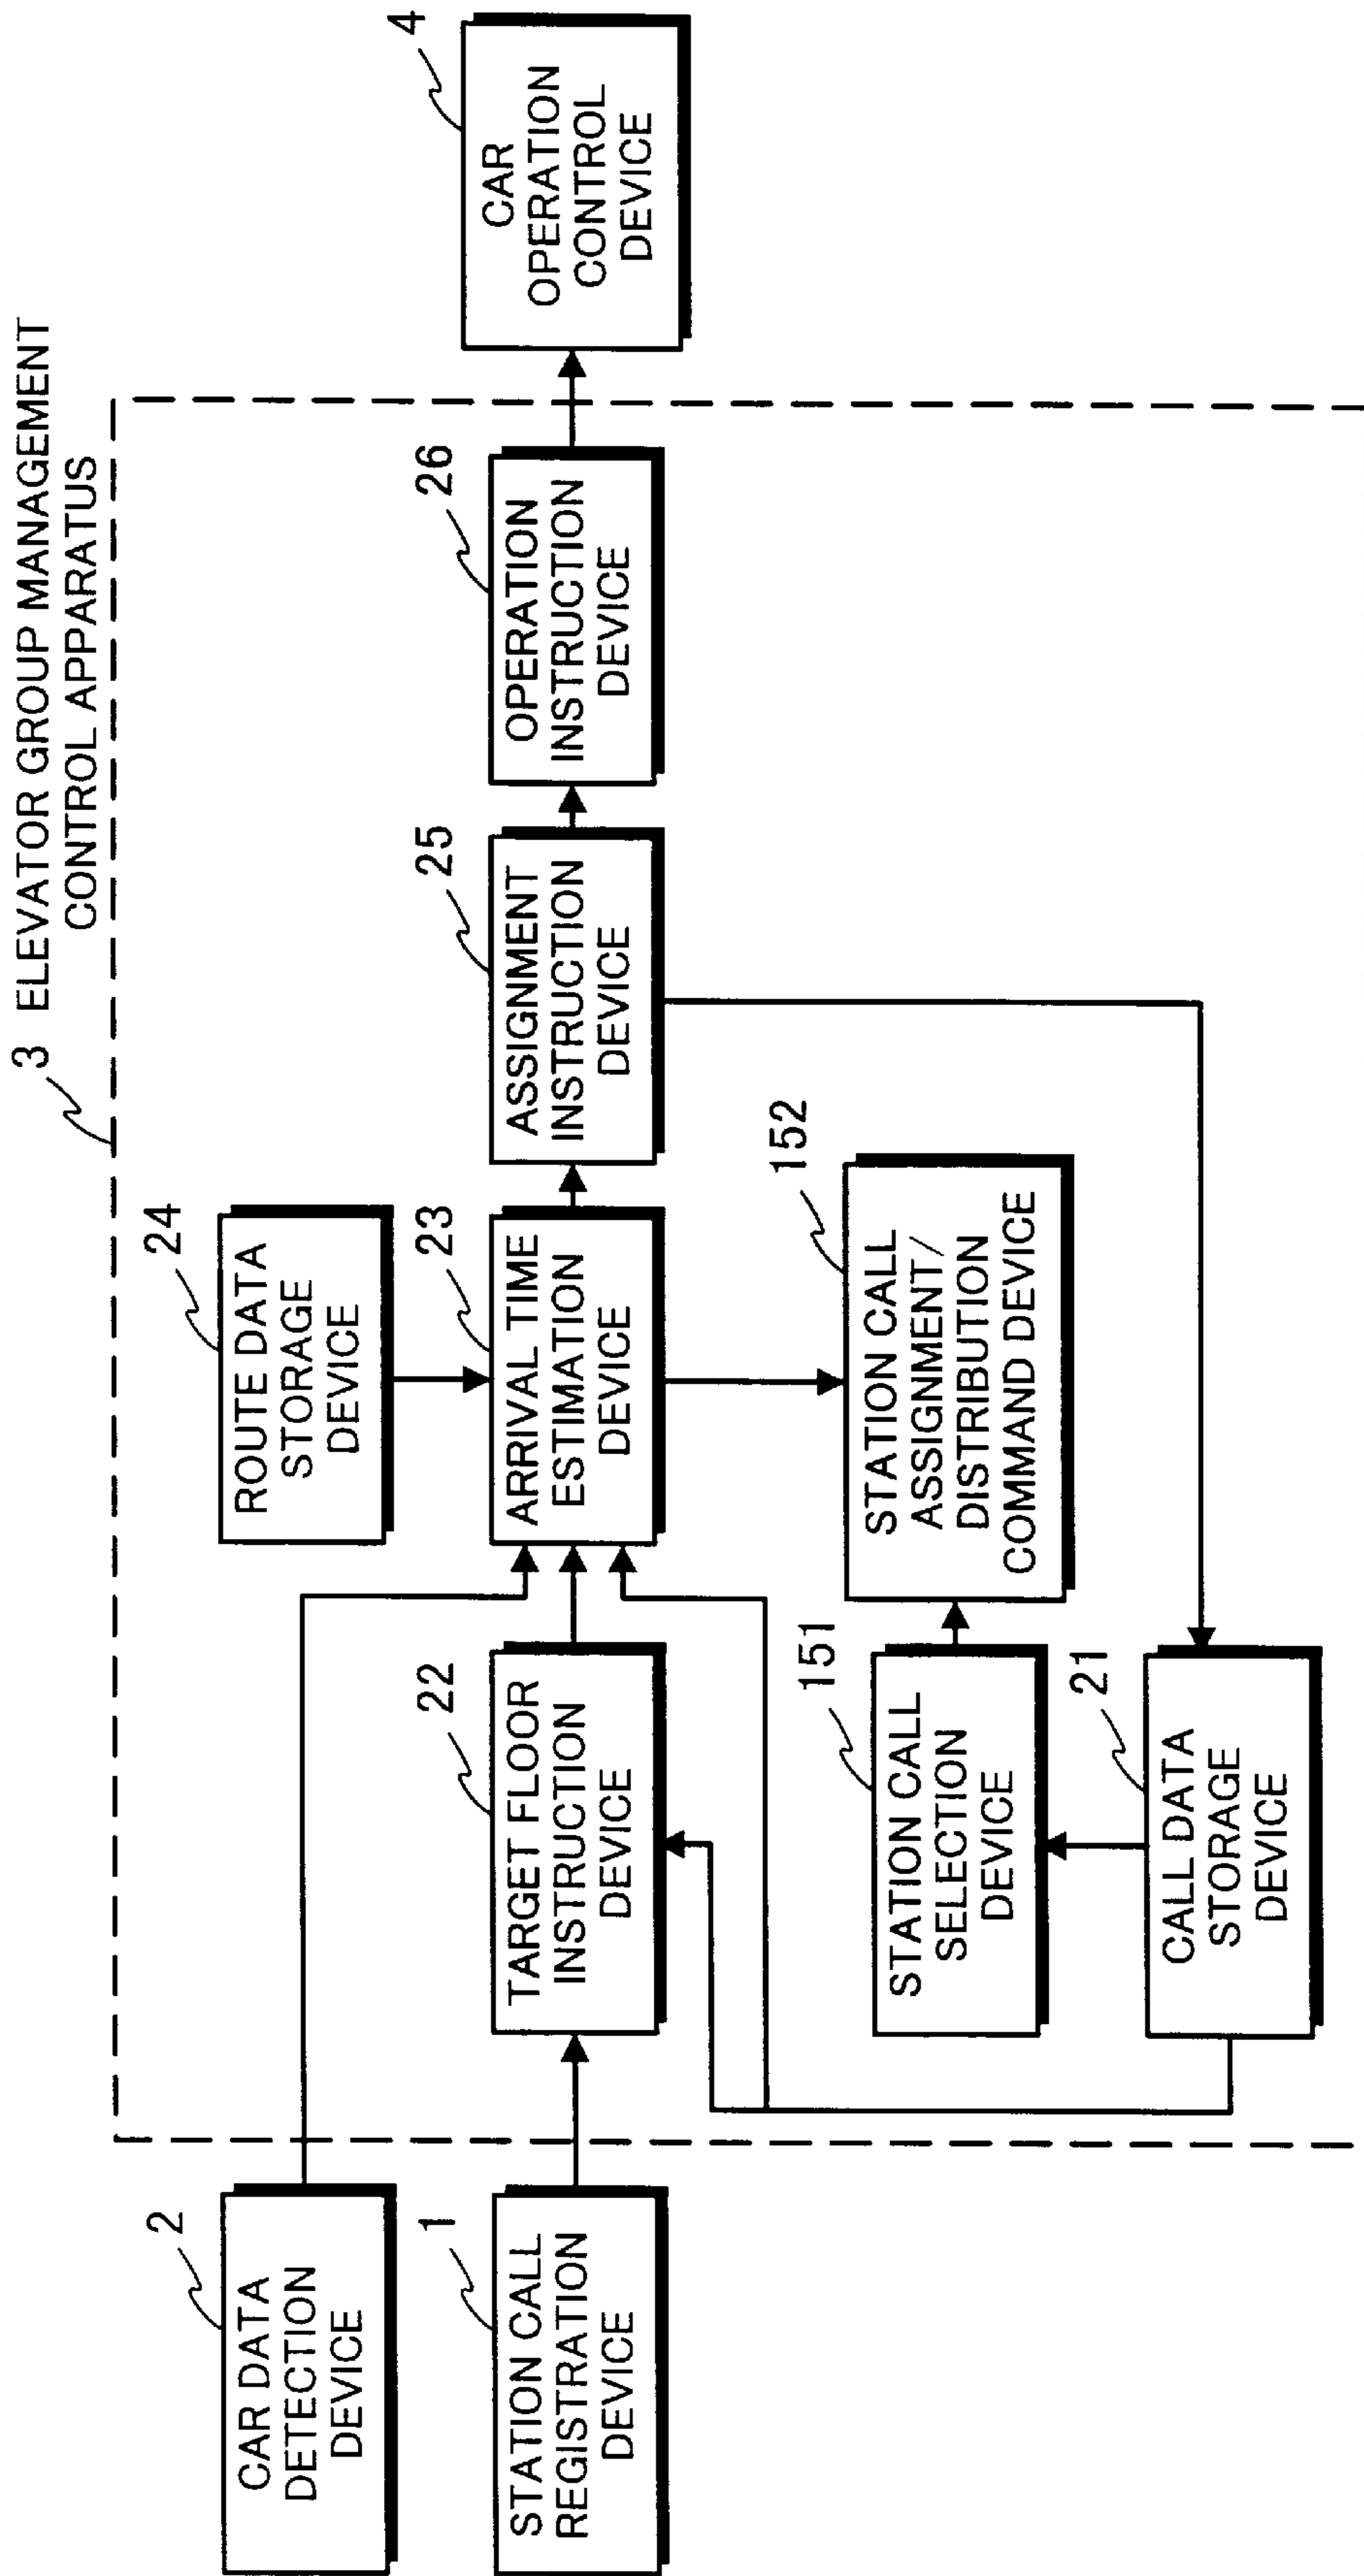 3 ELEVATOR GROUP MANAGEMENT
CONTROL APPARATUS
2
CAR DATA
DETECTION
DEVICE
1
STATION CALL
REGISTRATION
DEVICE
24
ROUTE DATA
STORAGE
DEVICE
22
TARGET FLOOR
INSTRUCTION
DEVICE
23
ARRIVAL TIME
ESTIMATION
DEVICE
25
ASSIGNMENT
INSTRUCTION
DEVICE
26
OPERATION
INSTRUCTION
DEVICE
4
CAR
OPERATION
CONTROL
DEVICE
151
STATION CALL
SELECTION
DEVICE
152
STATION CALL
ASSIGNMENT/
DISTRIBUTION
COMMAND DEVICE
21
CALL DATA
STORAGE
DEVICE